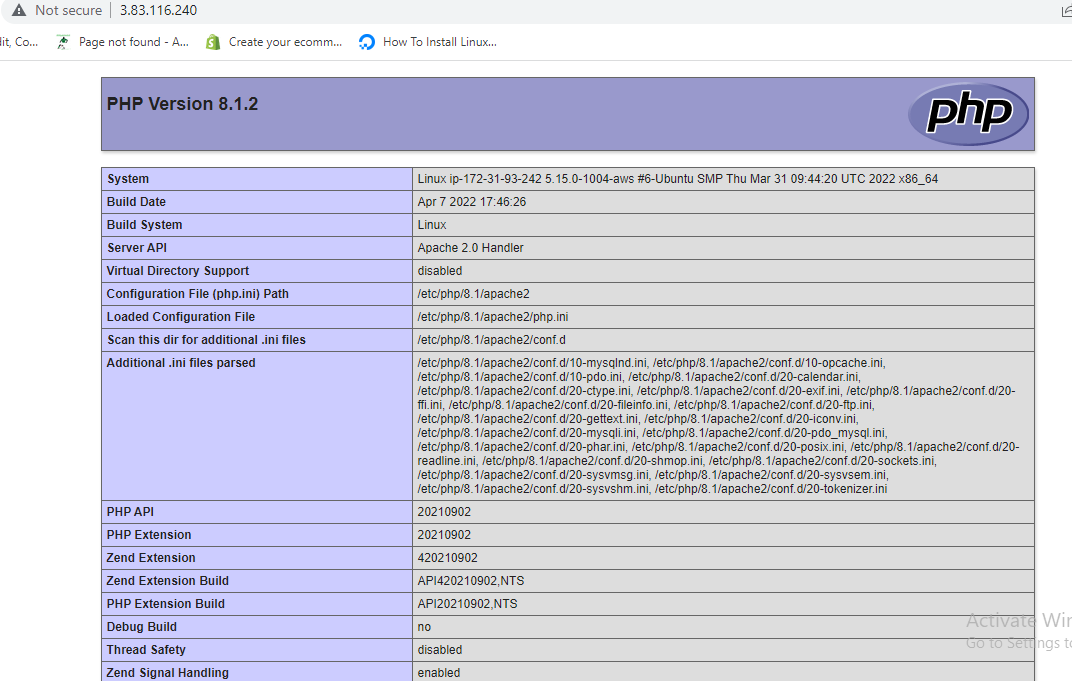 Not secure 3.83.116.240
lit, Co... Page not found - A... Create your ecomm... How To Install Linux...
PHP Version 8.1.2
php
System Linux ip-172-31-93-242 5.15.0-1004-aws #6-Ubuntu SMP Thu Mar 31 09:44:20 UTC 2022 x86_64
Build Date Apr 7 2022 17:46:26
Build System Linux
Server API Apache 2.0 Handler
Virtual Directory Support disabled
Configuration File (php.ini) Path /etc/php/8.1/apache2
Loaded Configuration File /etc/php/8.1/apache2/php.ini
Scan this dir for additional .ini files /etc/php/8.1/apache2/conf.d
Additional .ini files parsed /etc/php/8.1/apache2/conf.d/10-mysqlnd.ini, /etc/php/8.1/apache2/conf.d/10-opcache.ini,
/etc/php/8.1/apache2/conf.d/10-pdo.ini, /etc/php/8.1/apache2/conf.d/20-calendar.ini,
/etc/php/8.1/apache2/conf.d/20-ctype.ini, /etc/php/8.1/apache2/conf.d/20-exif.ini, /etc/php/8.1/apache2/conf.d/20-
ffi.ini, /etc/php/8.1/apache2/conf.d/20-fileinfo.ini, /etc/php/8.1/apache2/conf.d/20-ftp.ini,
/etc/php/8.1/apache2/conf.d/20-gettext.ini, /etc/php/8.1/apache2/conf.d/20-iconv.ini,
/etc/php/8.1/apache2/conf.d/20-mysqli.ini, /etc/php/8.1/apache2/conf.d/20-pdo_mysql.ini,
/etc/php/8.1/apache2/conf.d/20-phar.ini, /etc/php/8.1/apache2/conf.d/20-posix.ini, /etc/php/8.1/apache2/conf.d/20-
readline.ini, /etc/php/8.1/apache2/conf.d/20-shmop.ini, /etc/php/8.1/apache2/conf.d/20-sockets.ini,
/etc/php/8.1/apache2/conf.d/20-sysvmsg.ini, /etc/php/8.1/apache2/conf.d/20-sysvsem.ini,
/etc/php/8.1/apache2/conf.d/20-sysvshm.ini, /etc/php/8.1/apache2/conf.d/20-tokenizer.ini
PHP API 20210902
PHP Extension 20210902
Zend Extension 420210902
Zend Extension Build API420210902,NTS
PHP Extension Build API20210902,NTS
Debug Build no
Thread Safety disabled
Zend Signal Handling enabled
Activate Win
Go to Settings to